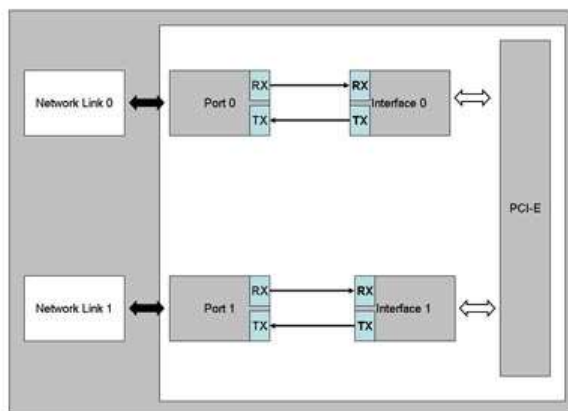 RX
RX
Network Link 0
Port 0
Interface 0
TX
TX
PCI-E
RX
RX
Network Link 1
Port 1
Interface 1
TX
TX